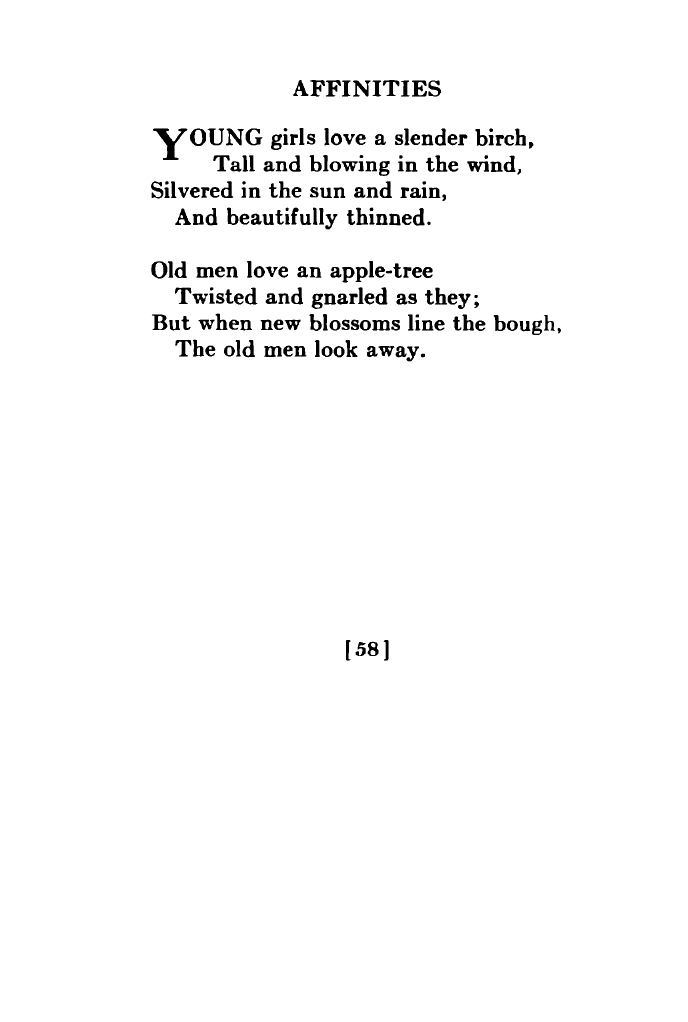 AFFINITIES
YOUNG girls love a slender birch,
Tall and blowing in the wind,
Silvered in the sun and rain,
And beautifully thinned.
Old men love an apple-tree
Twisted and gnarled as they;
But when new blossoms line the bough,
The old men look away.
[58]